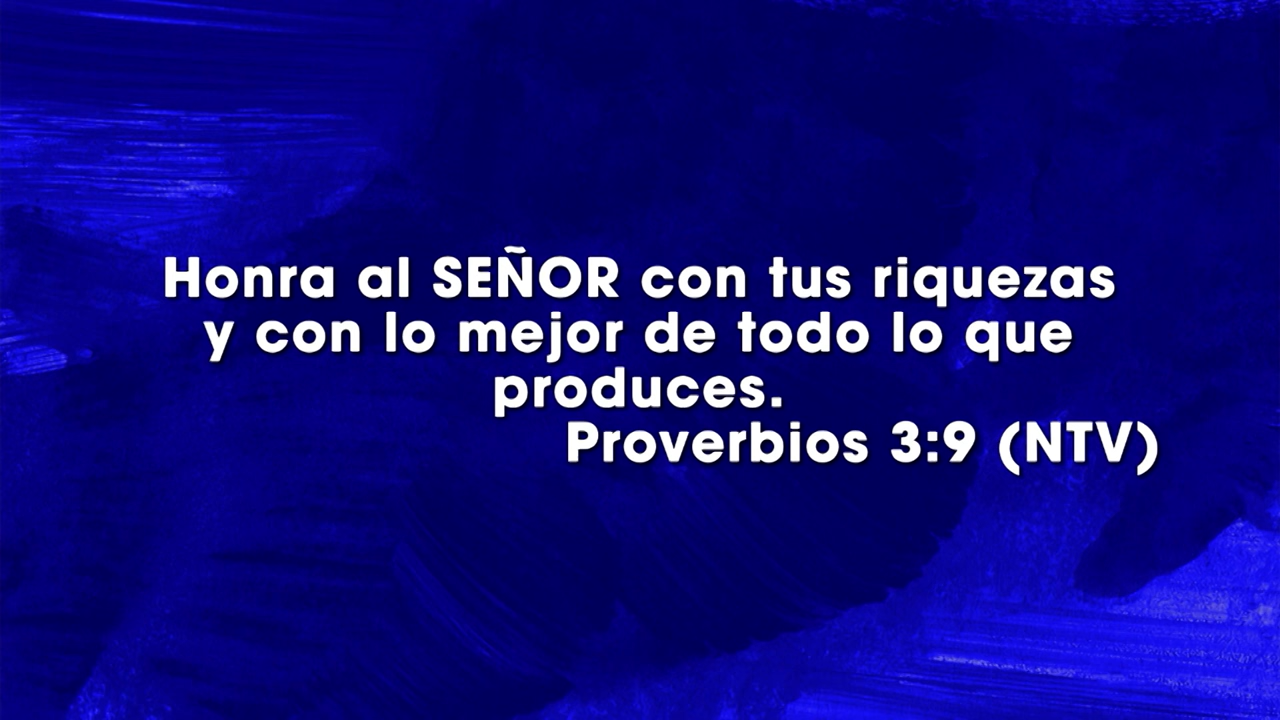 Honra al SEÑOR con tus riquezas
y con lo mejor de todo lo que
produces.
Proverbios 3:9 (NTV)